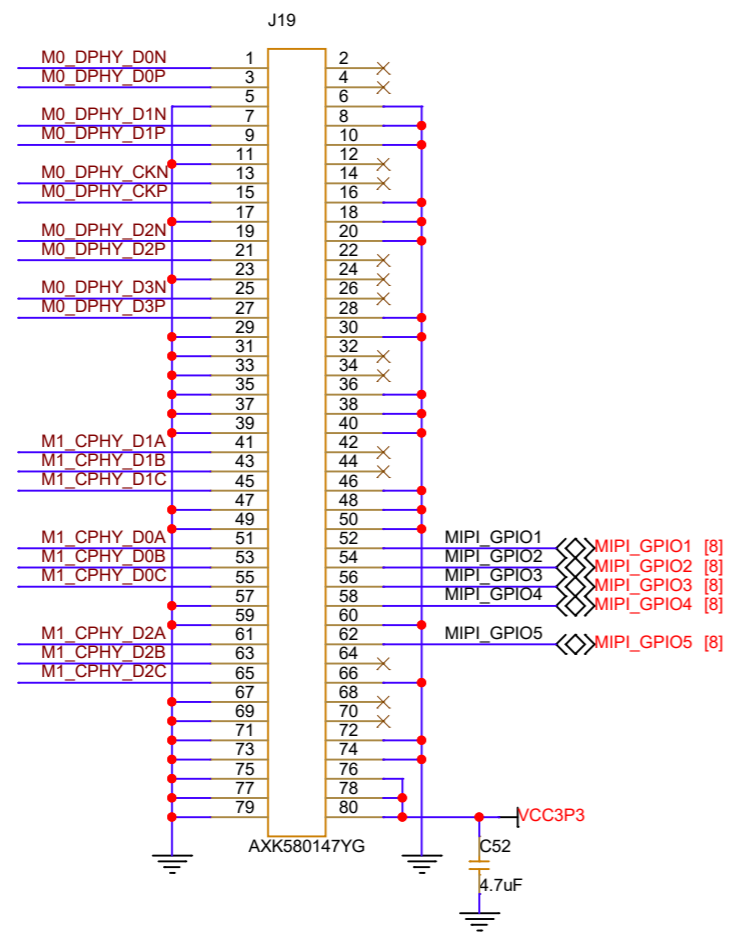 J19
M0_DPHY_D0N 1 2
M0_DPHY_D0P 3 4
5 6
M0_DPHY_D1N 7 8
M0_DPHY_D1P 9 10
11 12
M0_DPHY_CKN 13 14
M0_DPHY_CKP 15 16
17 18
M0_DPHY_D2N 19 20
M0_DPHY_D2P 21 22
23 24
M0_DPHY_D3N 25 26
M0_DPHY_D3P 27 28
29 30
31 32
33 34
35 36
37 38
39 40
M1_CPHY_D1A 41 42
M1_CPHY_D1B 43 44
M1_CPHY_D1C 45 46
47 48
49 50
M1_CPHY_D0A 51 52 MIPI_GPIO1 MIPI_GPIO1 [8]
M1_CPHY_D0B 53 54 MIPI_GPIO2 MIPI_GPIO2 [8]
M1_CPHY_D0C 55 56 MIPI_GPIO3 MIPI_GPIO3 [8]
57 58 MIPI_GPIO4 MIPI_GPIO4 [8]
59 60
M1_CPHY_D2A 61 62 MIPI_GPIO5 MIPI_GPIO5 [8]
M1_CPHY_D2B 63 64
M1_CPHY_D2C 65 66
67 68
69 70
71 72
73 74
75 76
77 78
79 80 VCC3P3
AXK580147YG C52
4.7uF